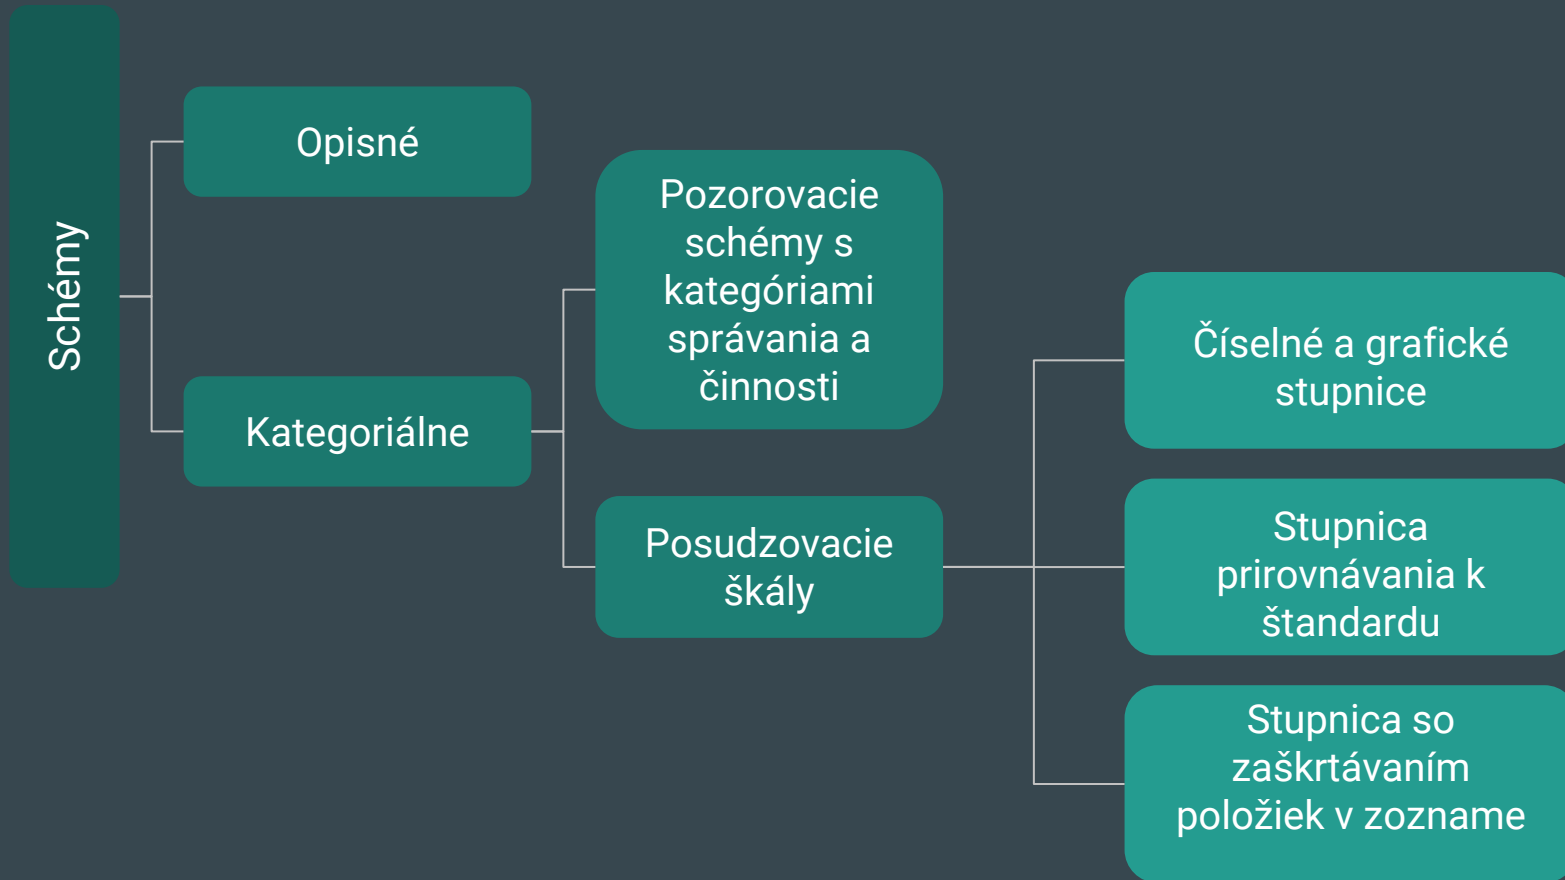 Schémy
Opisné
Kategoriálne
Pozorovacie
schémy s
kategóriami
správania a
činnosti
Posudzovacie
škály
Číselné a grafické
stupnice
Stupnica
prirovnávania k
štandardu
Stupnica so
zaškrtávaním
položiek v zozname